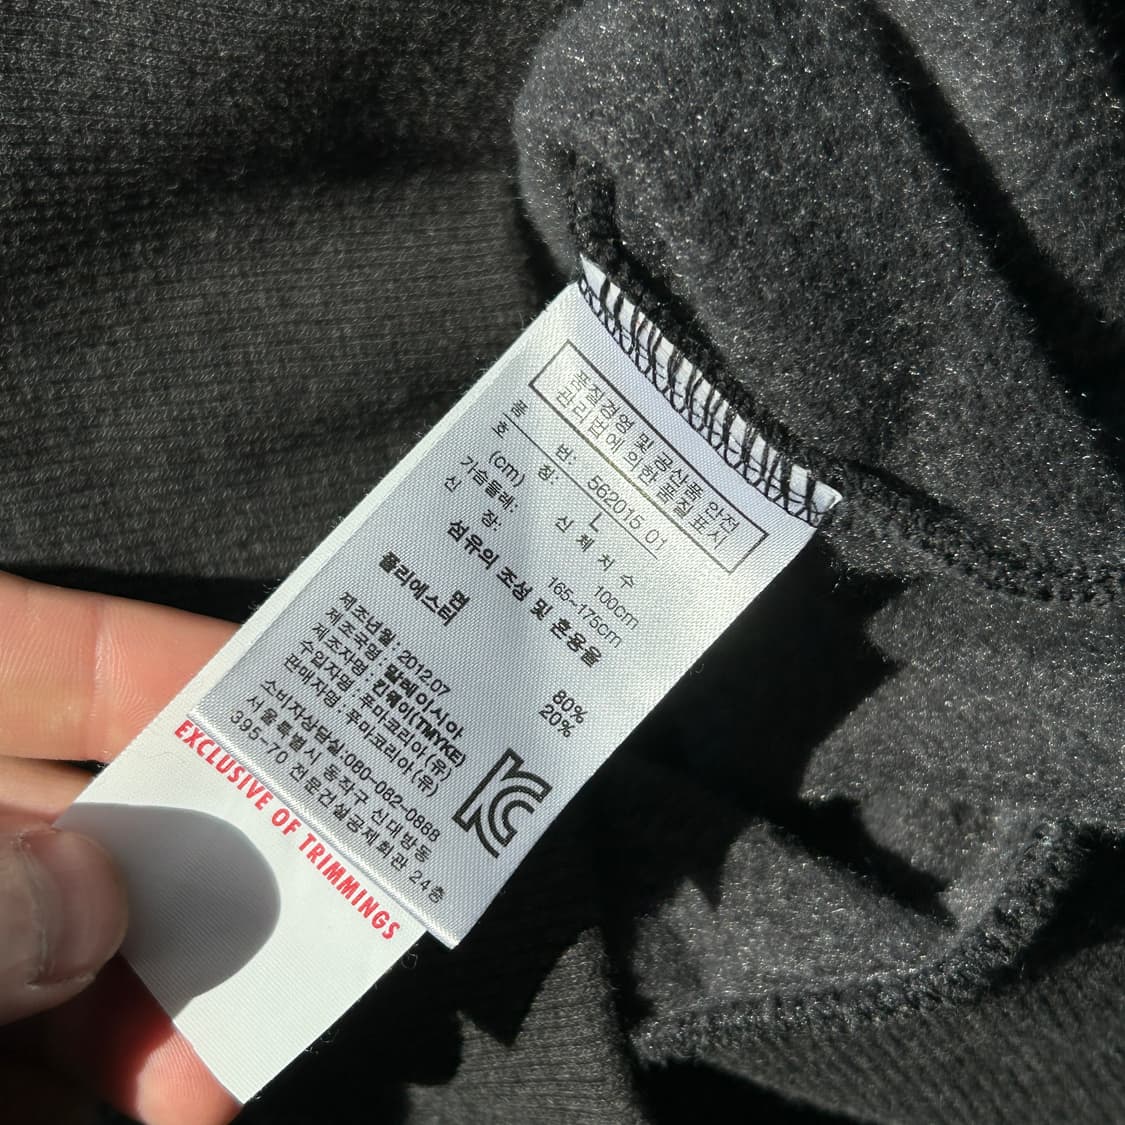 품질경영 및 공산품 안전
관리법에 의한 품질표시
품 번: 562015 01
호 칭: L
(cm) 신 체 치 수
가슴둘레: 100cm
신 장: 165~175cm
섬유의 조성 및 혼용율
면 80%
폴리에스터 20%
제조년월 : 2012.07
제조국명 : 말레이시아
제조자명 : 킨웨이(TMYKE)
수입자명 : 푸마코리아 (유)
판매자명 : 푸마코리아 (유)
소비자상담실:080-082-0888
서울특별시 동작구 신대방동
395-70 전문건설공제회관 24층
EXCLUSIVE OF TRIMMINGS